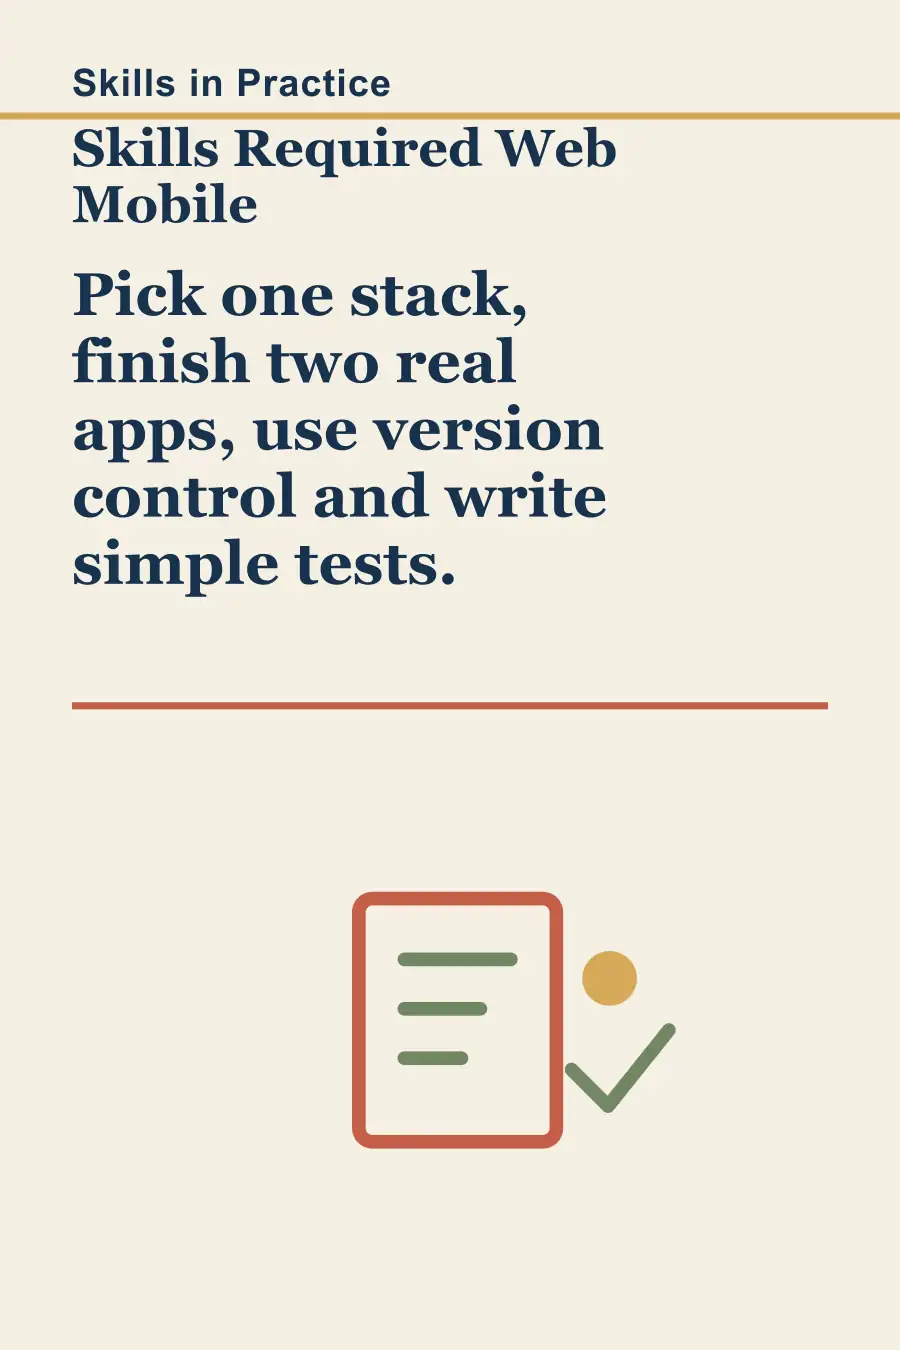 Skills in Practice
Skills Required Web
Mobile
Pick one stack,
finish two real
apps, use version
control and write
simple tests.